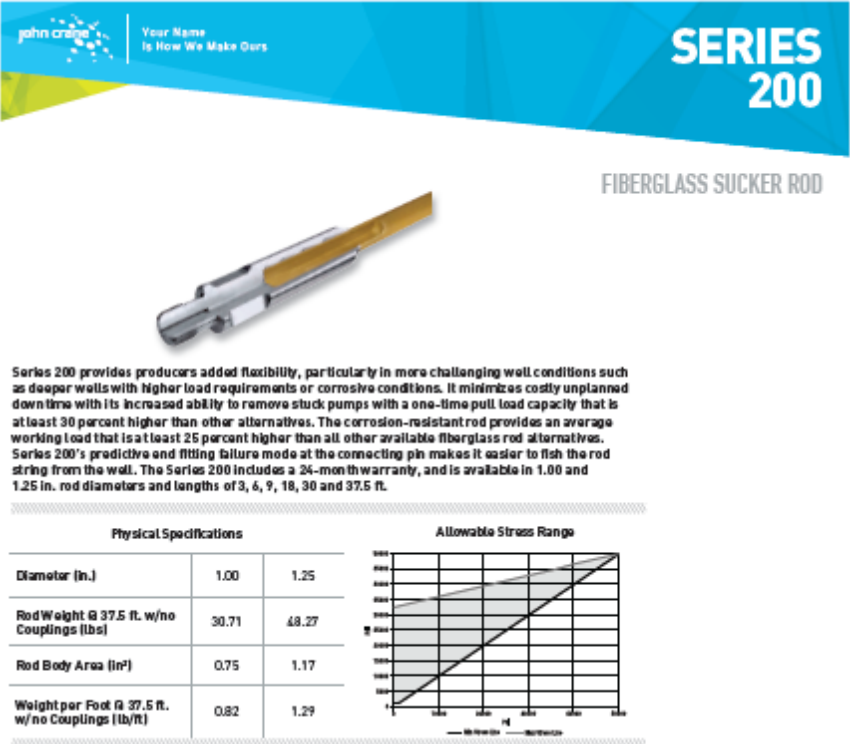 john crane
Your Name
Is How We Make Ours
SERIES
200
FIBERGLASS SUCKER ROD
Series 200 provides producers added flexibility, particularly in more challenging well conditions such
as deeper wells with higher load requirements or corrosive conditions. It minimizes costly unplanned
downtime with its increased ability to remove stuck pumps with a one-time pull load capacity that is
at least 30 percent higher than other alternatives. The corrosion-resistant rod provides an average
working load that is at least 25 percent higher than all other available fiberglass rod alternatives.
Series 200's predictive end fitting failure mode at the connecting pin makes it easier to fish the rod
string from the well. The Series 200 includes a 24-month warranty, and is available in 1.00 and
1.25 in. rod diameters and lengths of 3, 6, 9, 18, 30 and 37.5 ft.
Physical Specifications
Diameter (in.) 1.00 1.25
Rod Weight @ 37.5 ft. w/no
Couplings (lbs) 30.71 48.27
Rod Body Area (in²) 0.75 1.17
Weight per Foot @ 37.5 ft.
w/no Couplings (lb/ft) 0.82 1.29
Allowable Stress Range